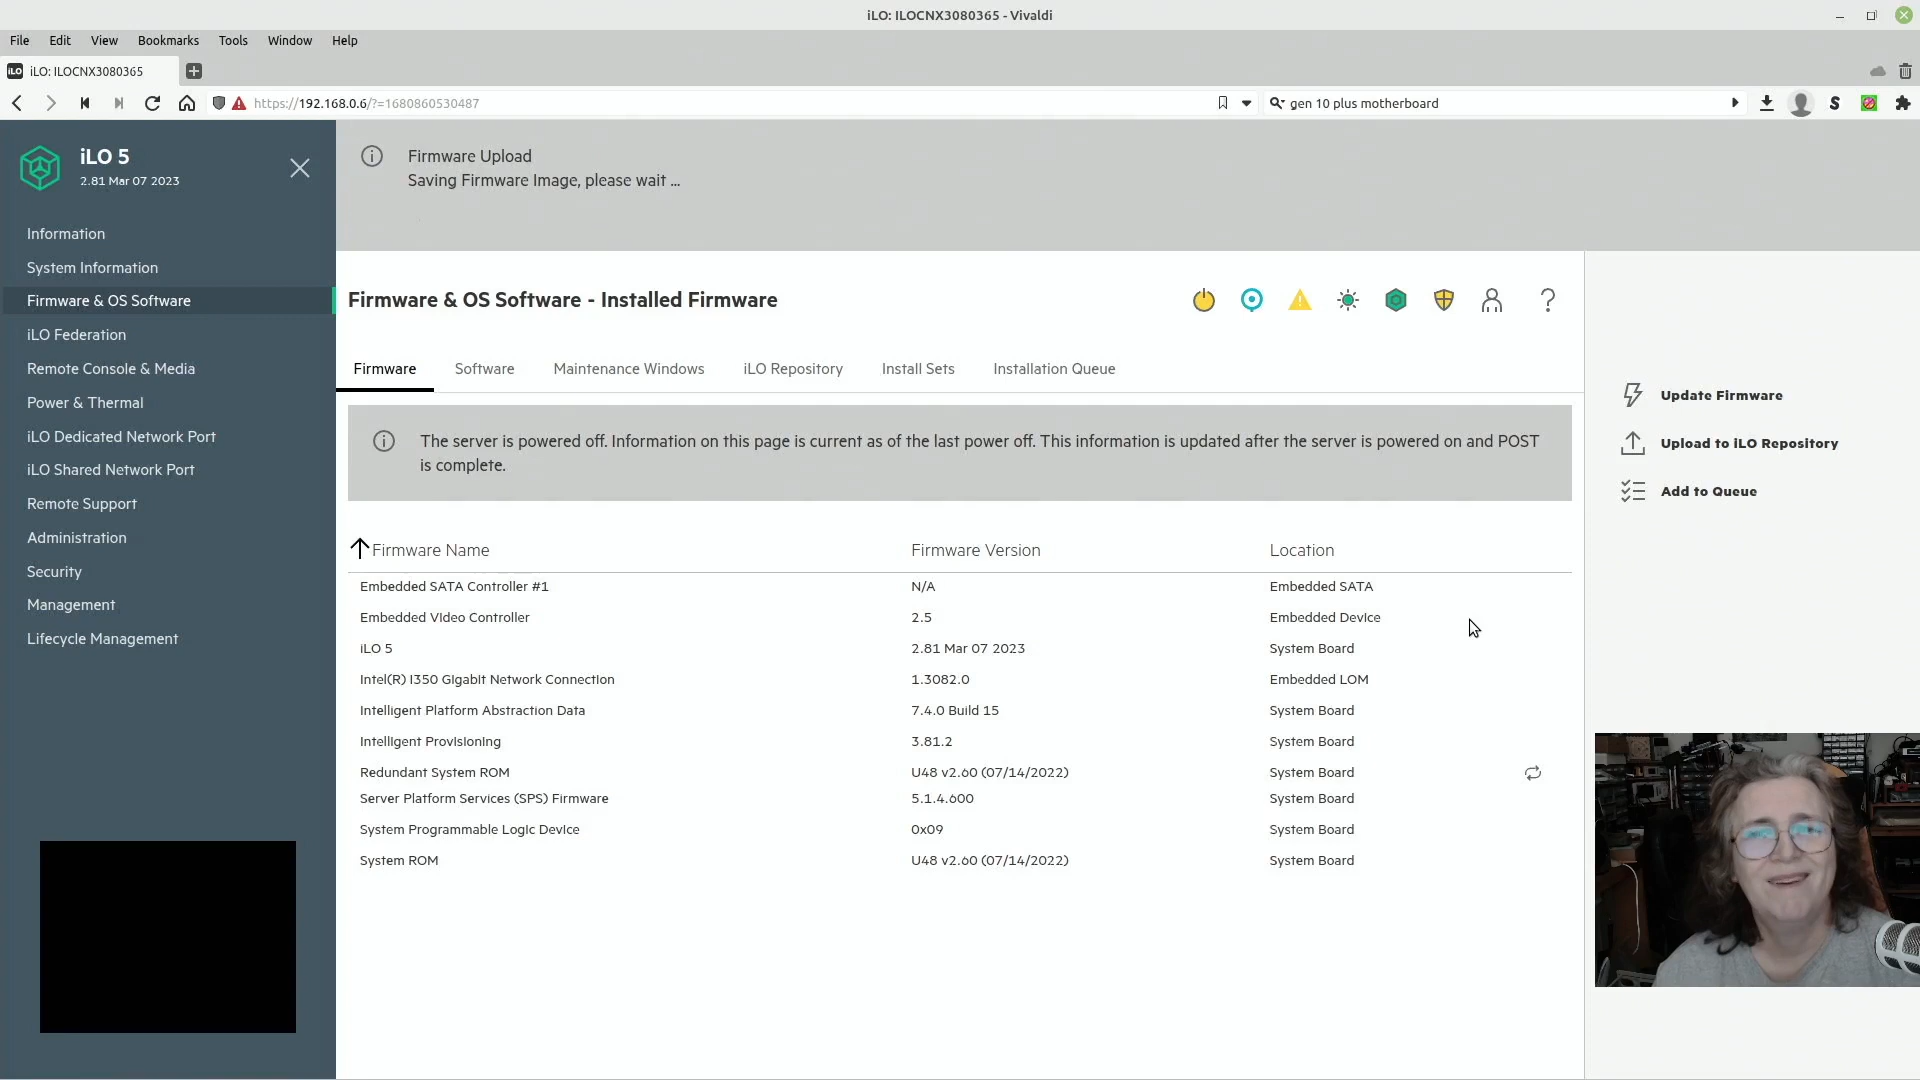 iLO: ILOCNX3080365 - Vivaldi
File Edit View Bookmarks Tools Window Help
iLO iLO: ILOCNX3080365
https://192.168.0.6/?=1680860530487
gen 10 plus motherboard
iLO 5
2.81 Mar 07 2023
Information
System Information
Firmware & OS Software
iLO Federation
Remote Console & Media
Power & Thermal
iLO Dedicated Network Port
iLO Shared Network Port
Remote Support
Administration
Security
Management
Lifecycle Management
Firmware Upload
Saving Firmware Image, please wait ...
Firmware & OS Software - Installed Firmware
Firmware Software Maintenance Windows iLO Repository Install Sets Installation Queue
The server is powered off. Information on this page is current as of the last power off. This information is updated after the server is powered on and POST
is complete.
Firmware Name Firmware Version Location
Embedded SATA Controller #1 N/A Embedded SATA
Embedded Video Controller 2.5 Embedded Device
iLO 5 2.81 Mar 07 2023 System Board
Intel(R) I350 Gigabit Network Connection 1.3082.0 Embedded LOM
Intelligent Platform Abstraction Data 7.4.0 Build 15 System Board
Intelligent Provisioning 3.81.2 System Board
Redundant System ROM U48 v2.60 (07/14/2022) System Board
Server Platform Services (SPS) Firmware 5.1.4.600 System Board
System Programmable Logic Device 0x09 System Board
System ROM U48 v2.60 (07/14/2022) System Board
Update Firmware
Upload to iLO Repository
Add to Queue